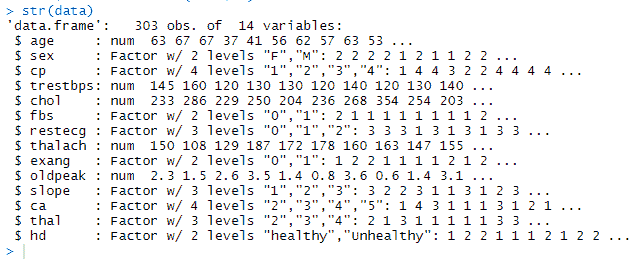 > str(data)
'data.frame':   303 obs. of  14 variables:
 $ age     : num  63 67 67 37 41 56 62 57 63 53 ...
 $ sex     : Factor w/ 2 levels "F","M": 2 2 2 2 1 2 1 1 2 2 ...
 $ cp      : Factor w/ 4 levels "1","2","3","4": 1 4 4 3 2 2 4 4 4 4 ...
 $ trestbps: num  145 160 120 130 130 120 140 120 130 140 ...
 $ chol    : num  233 286 229 250 204 236 268 354 254 203 ...
 $ fbs     : Factor w/ 2 levels "0","1": 2 1 1 1 1 1 1 1 1 2 ...
 $ restecg : Factor w/ 3 levels "0","1","2": 3 3 3 1 3 1 3 1 3 3 ...
 $ thalach : num  150 108 129 187 172 178 160 163 147 155 ...
 $ exang   : Factor w/ 2 levels "0","1": 1 2 2 1 1 1 1 2 1 2 ...
 $ oldpeak : num  2.3 1.5 2.6 3.5 1.4 0.8 3.6 0.6 1.4 3.1 ...
 $ slope   : Factor w/ 3 levels "1","2","3": 3 2 2 3 1 1 3 1 2 3 ...
 $ ca      : Factor w/ 4 levels "2","3","4","5": 1 4 3 1 1 1 3 1 2 1 ...
 $ thal    : Factor w/ 3 levels "2","3","4": 2 1 3 1 1 1 1 1 3 3 ...
 $ hd      : Factor w/ 2 levels "healthy","Unhealthy": 1 2 2 1 1 1 2 1 2 2 ...
>